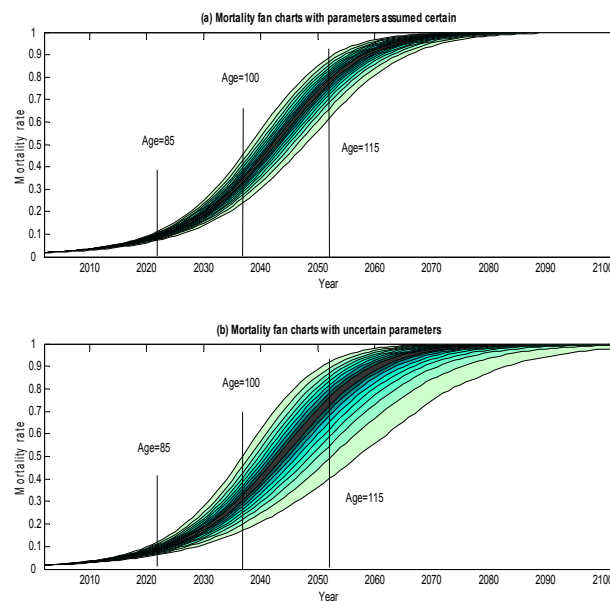 (a) Mortality fan charts with parameters assumed certain
1
0.9
0.8
0.7
0.6
0.5
0.4
0.3
0.2
0.1
0
Mortality rate
Age=85
Age=100
Age=115
2010 2020 2030 2040 2050 2060 2070 2080 2090 2100
Year
(b) Mortality fan charts with uncertain parameters
1
0.9
0.8
0.7
0.6
0.5
0.4
0.3
0.2
0.1
0
Mortality rate
Age=85
Age=100
Age=115
2010 2020 2030 2040 2050 2060 2070 2080 2090 2100
Year